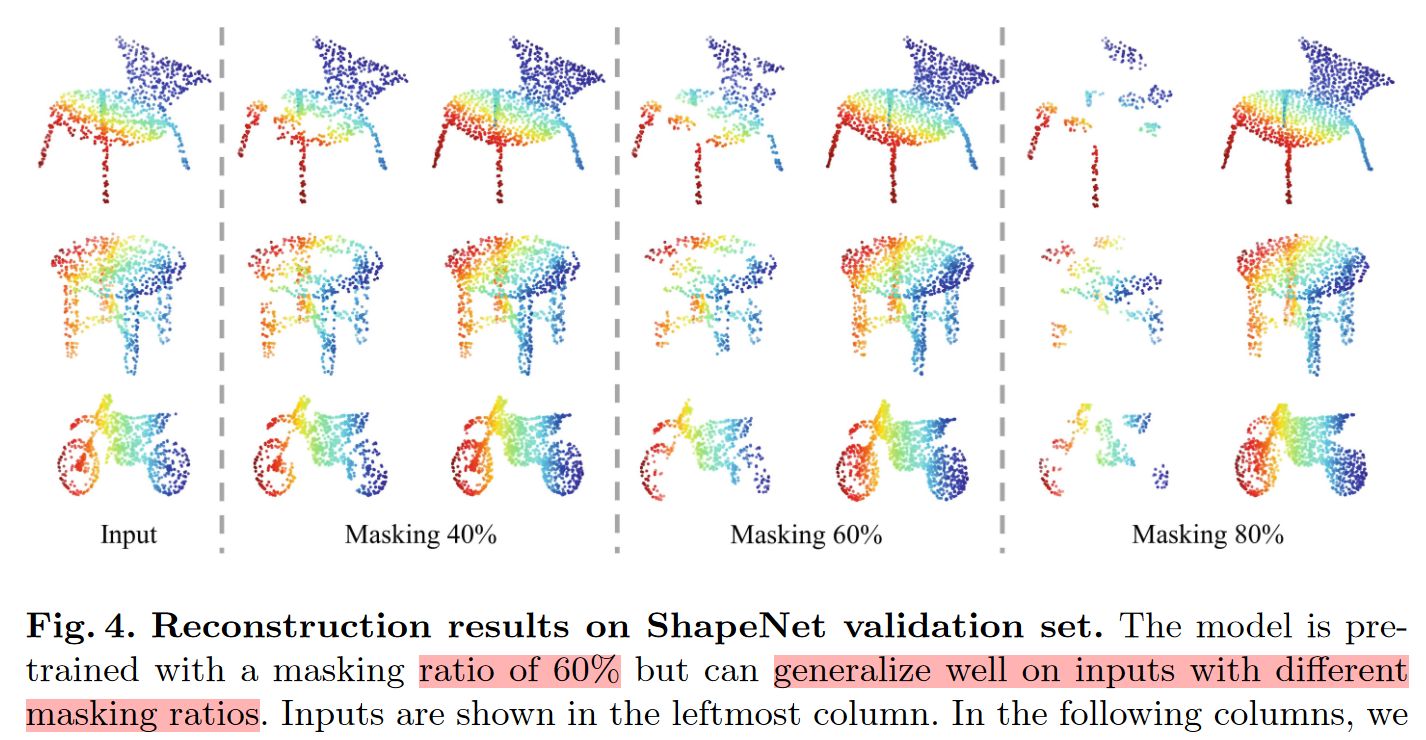 Input
Masking 40%
Masking 60%
Masking 80%
Fig. 4. Reconstruction results on ShapeNet validation set. The model is pre-
trained with a masking ratio of 60% but can generalize well on inputs with different
masking ratios. Inputs are shown in the leftmost column. In the following columns, we